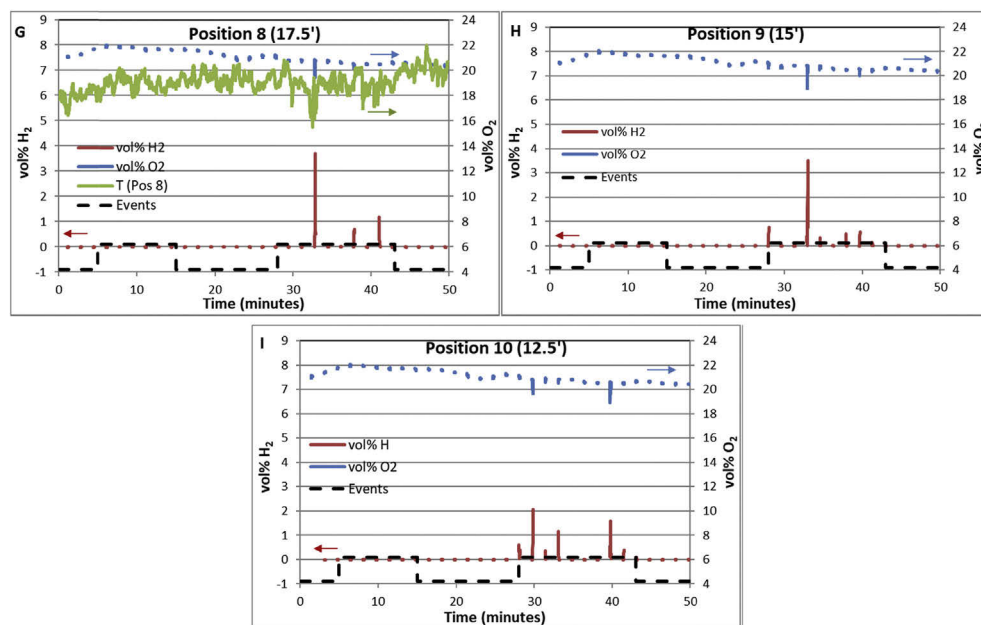 G
Position 8 (17.5')
vol% H2
vol% O2
9
8
7
6
5
4
3
2
1
0
-1
24
22
20
18
16
14
12
10
8
6
4
vol% H2
vol% O2
T (Pos 8)
Events
0 10 20 30 40 50
Time (minutes)
H
Position 9 (15')
vol% H2
vol% O2
9
8
7
6
5
4
3
2
1
0
-1
24
22
20
18
16
14
12
10
8
6
4
vol% H2
vol% O2
Events
0 10 20 30 40 50
Time (minutes)
I
Position 10 (12.5')
vol% H2
vol% O2
9
8
7
6
5
4
3
2
1
0
-1
24
22
20
18
16
14
12
10
8
6
4
vol% H
vol% O2
Events
0 10 20 30 40 50
Time (minutes)